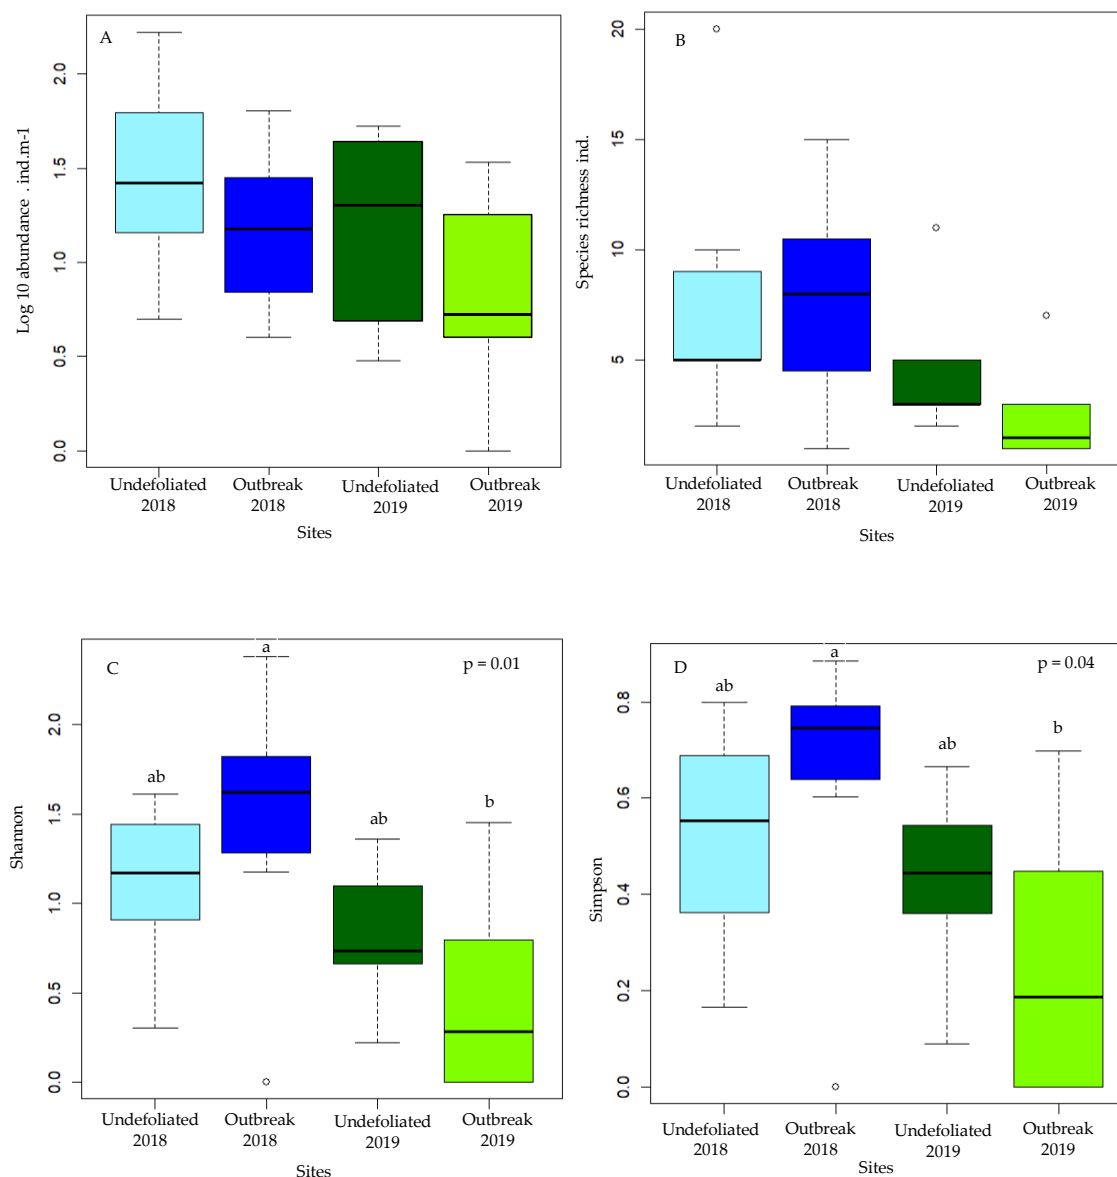 A
Log 10 abundance . ind.m-1
2.0
1.5
1.0
0.5
0.0
Undefoliated 2018
Outbreak 2018
Undefoliated 2019
Outbreak 2019
Sites
B
Species richness ind.
20
15
10
5
Undefoliated 2018
Outbreak 2018
Undefoliated 2019
Outbreak 2019
Sites
C
p = 0.01
Shannon
2.0
1.5
1.0
0.5
0.0
ab
a
ab
b
Undefoliated 2018
Outbreak 2018
Undefoliated 2019
Outbreak 2019
Sites
D
p = 0.04
Simpson
0.8
0.6
0.4
0.2
0.0
ab
a
ab
b
Undefoliated 2018
Outbreak 2018
Undefoliated 2019
Outbreak 2019
Sites